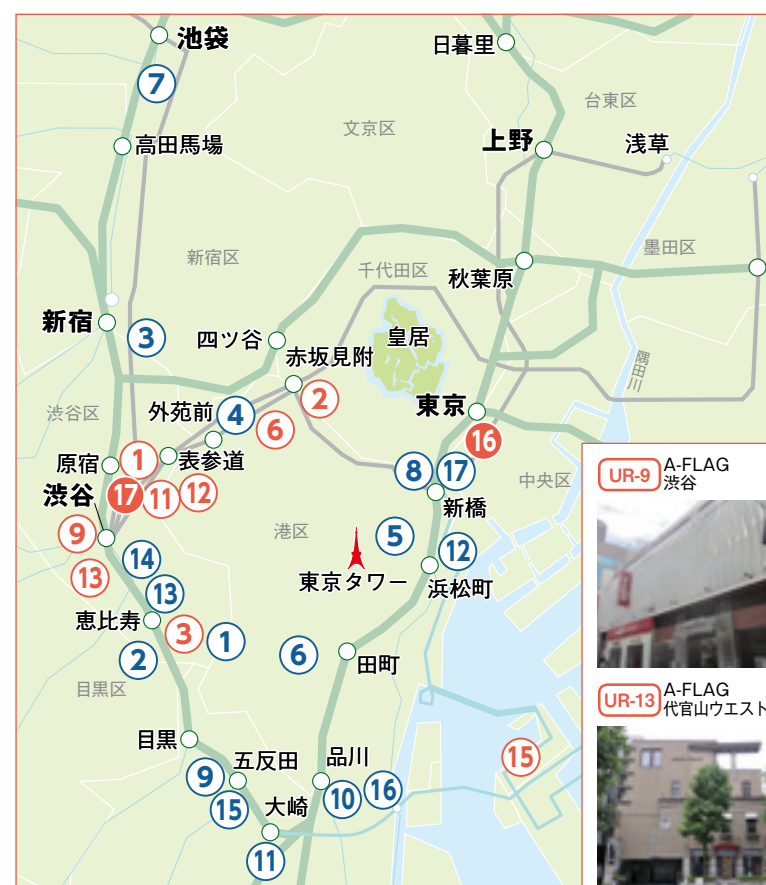 池袋
日暮里
⑦
台東区
文京区
高田馬場
上野
浅草
新宿区
墨田区
千代田区
秋葉原
新宿
③
四ツ谷
皇居
赤坂見附
隅田川
②
東京
渋谷区
外苑前
④
⑥
⑯
原宿
①
表参道
⑧
⑰
中央区
渋谷
⑰
⑪
⑫
新橋
⑨
港区
⑤
⑭
⑫
東京タワー
浜松町
⑬
⑬
恵比寿
③
①
②
⑥
田町
目黒区
目黒
⑮
五反田
品川
⑨
⑮
⑩
⑯
大崎
⑪
UR-9 A-FLAG
渋谷
UR-13 A-FLAG
代官山ウエスト